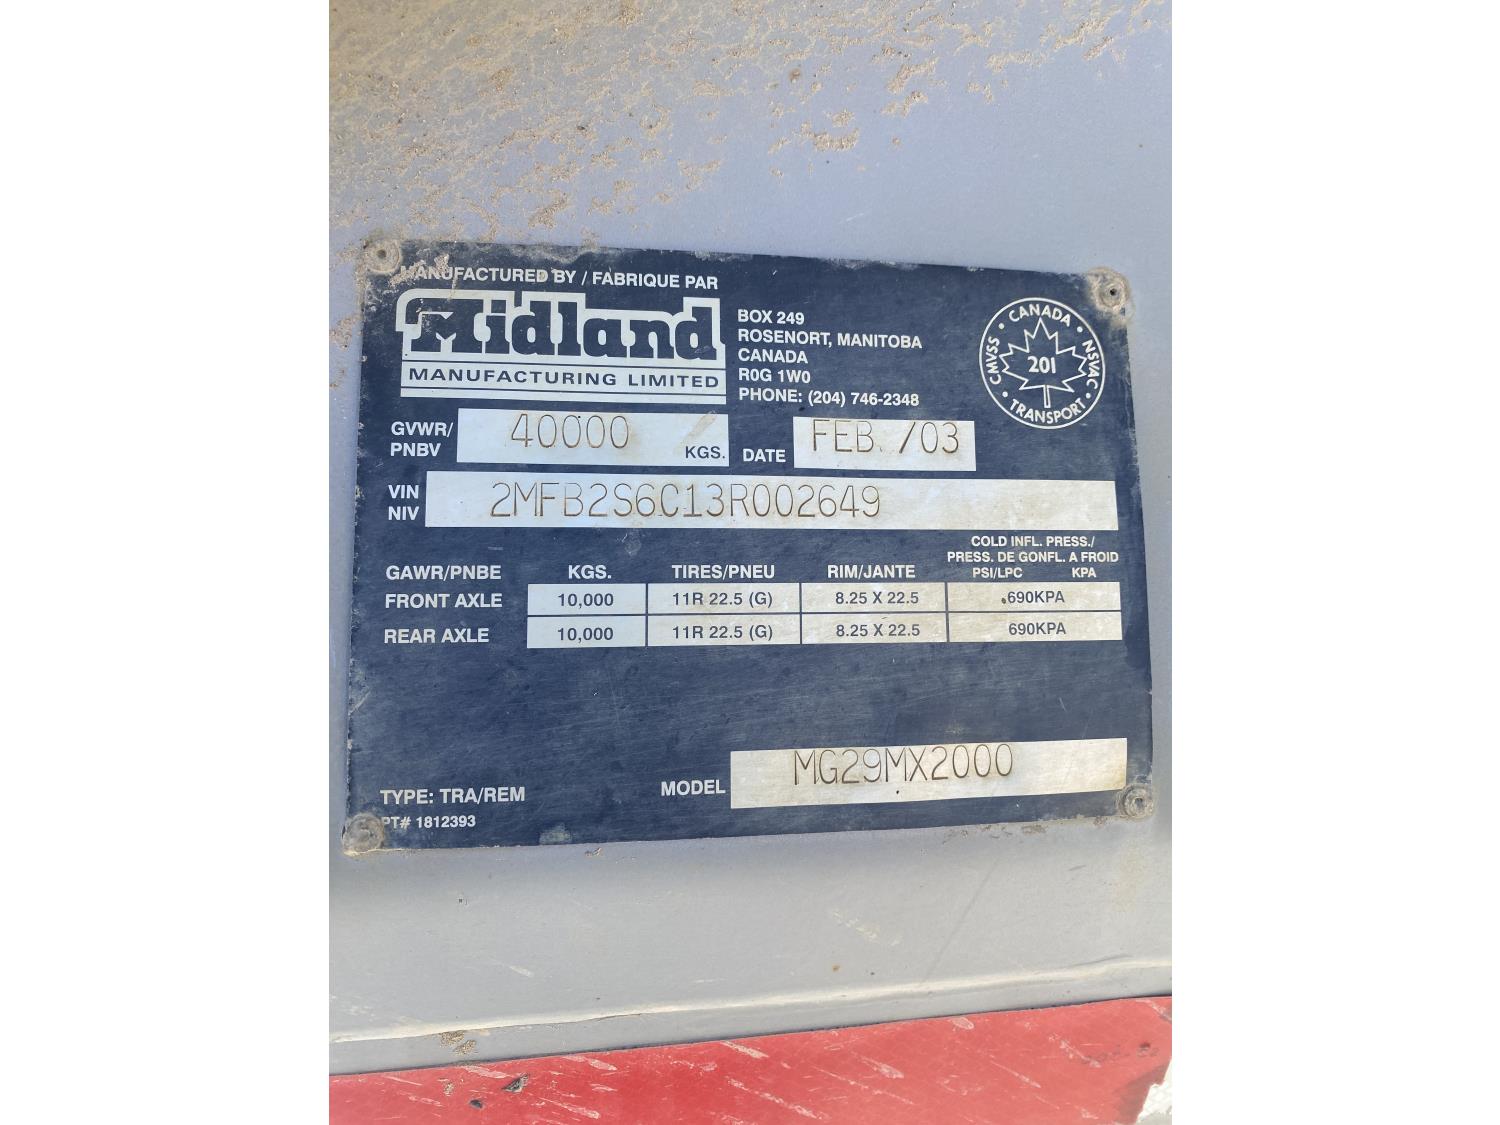 MANUFACTURED BY / FABRIQUE PAR
Midland
MANUFACTURING LIMITED
BOX 249
ROSENORT, MANITOBA
CANADA
R0G 1W0
PHONE: (204) 746-2348
CANADA
CMVSS
201
NSVAC
TRANSPORT
GVWR/ 40000 KGS.
PNBV
DATE FEB. /03
VIN 2MFB2S6C13R002649
NIV
COLD INFL. PRESS./
PRESS. DE GONFL. A FROID
GAWR/PNBE KGS. TIRES/PNEU RIM/JANTE PSI/LPC KPA
FRONT AXLE 10,000 11R 22.5 (G) 8.25 X 22.5 690KPA
REAR AXLE 10,000 11R 22.5 (G) 8.25 X 22.5 690KPA
MODEL MG29MX2000
TYPE: TRA/REM
PT# 1812393